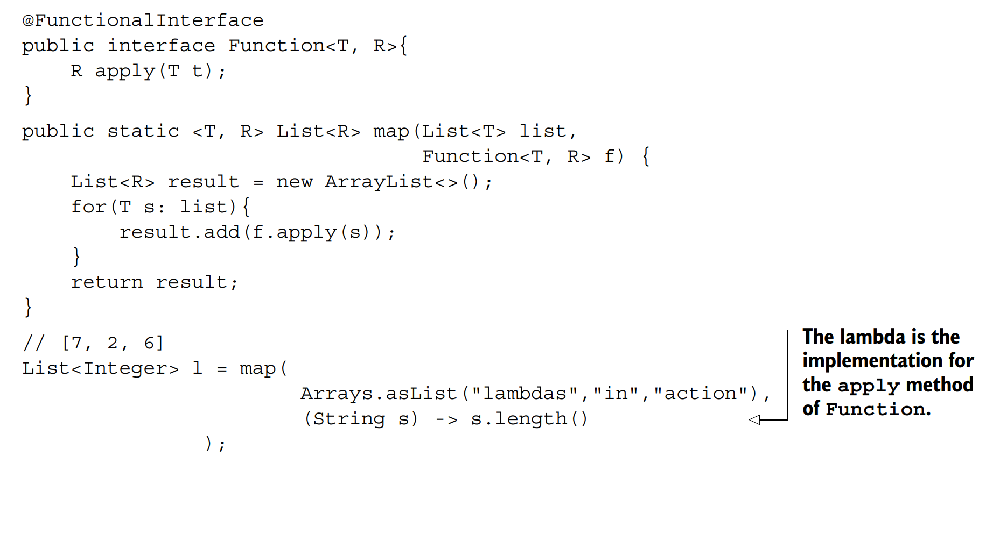 @FunctionalInterface
public interface Function<T, R>{
    R apply(T t);
}
public static <T, R> List<R> map(List<T> list,
                                 Function<T, R> f) {
    List<R> result = new ArrayList<>();
    for(T s: list){
        result.add(f.apply(s));
    }
    return result;
}
// [7, 2, 6]
List<Integer> l = map(
                       Arrays.asList("lambdas","in","action"),
                       (String s) -> s.length()
               );
The lambda is the
implementation for
the apply method
of Function.